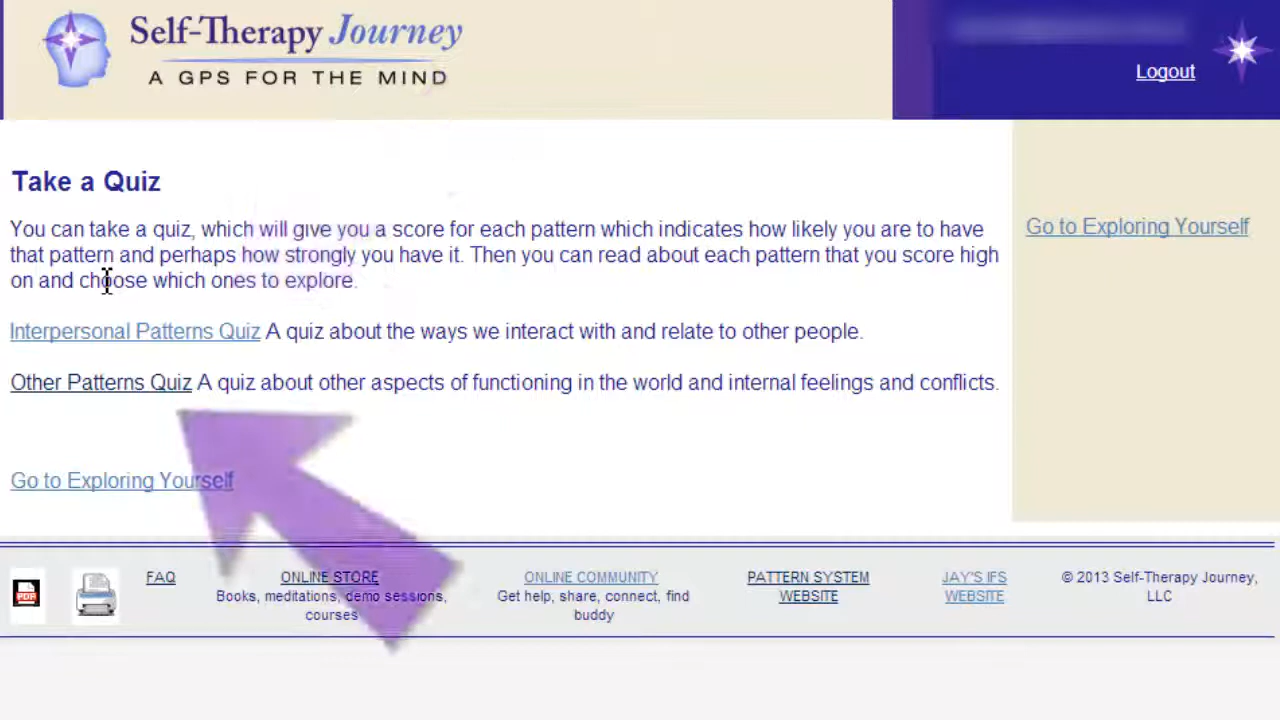 Self-Therapy Journey
A GPS FOR THE MIND
Logout
Take a Quiz
You can take a quiz, which will give you a score for each pattern which indicates how likely you are to have
that pattern and perhaps how strongly you have it. Then you can read about each pattern that you score high
on and choose which ones to explore.
Interpersonal Patterns Quiz A quiz about the ways we interact with and relate to other people.
Other Patterns Quiz A quiz about other aspects of functioning in the world and internal feelings and conflicts.
Go to Exploring Yourself
Go to Exploring Yourself
PDF
FAQ
ONLINE STORE
Books, meditations, demo sessions,
courses
ONLINE COMMUNITY
Get help, share, connect, find
buddy
PATTERN SYSTEM
WEBSITE
JAY'S IFS
WEBSITE
© 2013 Self-Therapy Journey,
LLC